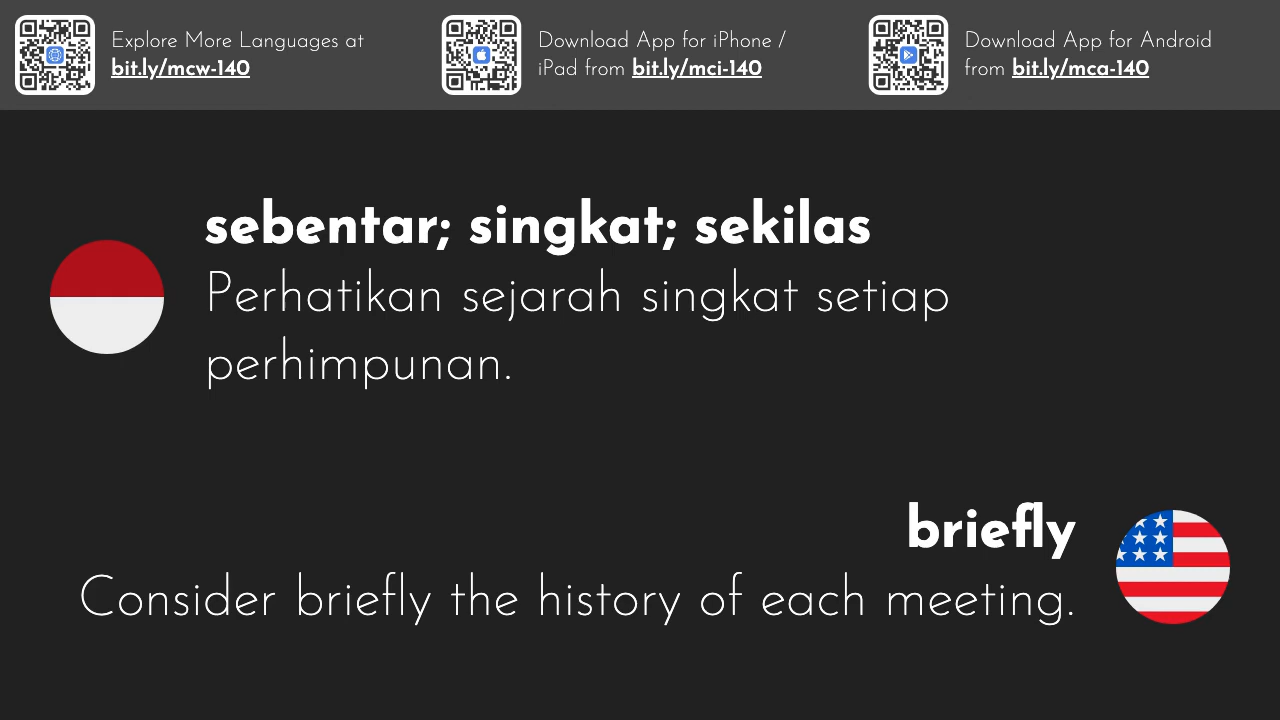 Explore More Languages at
bit.ly/mcw-140
Download App for iPhone /
iPad from bit.ly/mci-140
Download App for Android
from bit.ly/mca-140
sebentar; singkat; sekilas
Perhatikan sejarah singkat setiap
perhimpunan.
briefly
Consider briefly the history of each meeting.